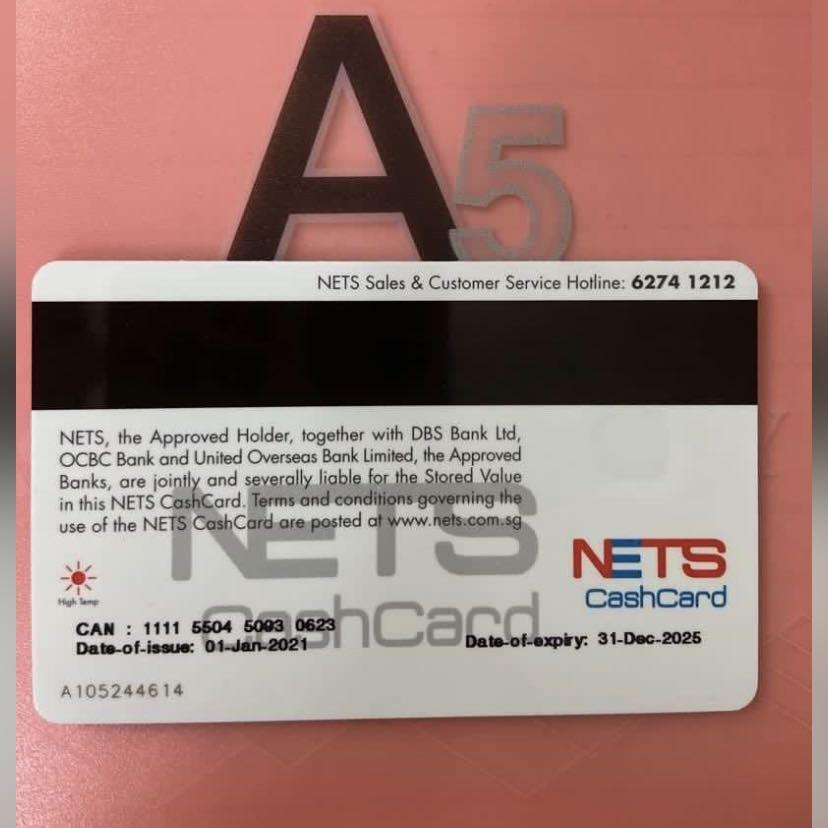 A5
NETS Sales & Customer Service Hotline: 6274 1212
NETS, the Approved Holder, together with DBS Bank Ltd,
OCBC Bank and United Overseas Bank Limited, the Approved
Banks, are jointly and severally liable for the Stored Value
in this NETS CashCard. Terms and conditions governing the
use of the NETS CashCard are posted at www.nets.com.sg
NETS
CashCard
NETS
CashCard
High Temp
CAN : 1111 5504 5093 0623
Date-of-issue: 01-Jan-2021
Date-of-expiry: 31-Dec-2025
A105244614